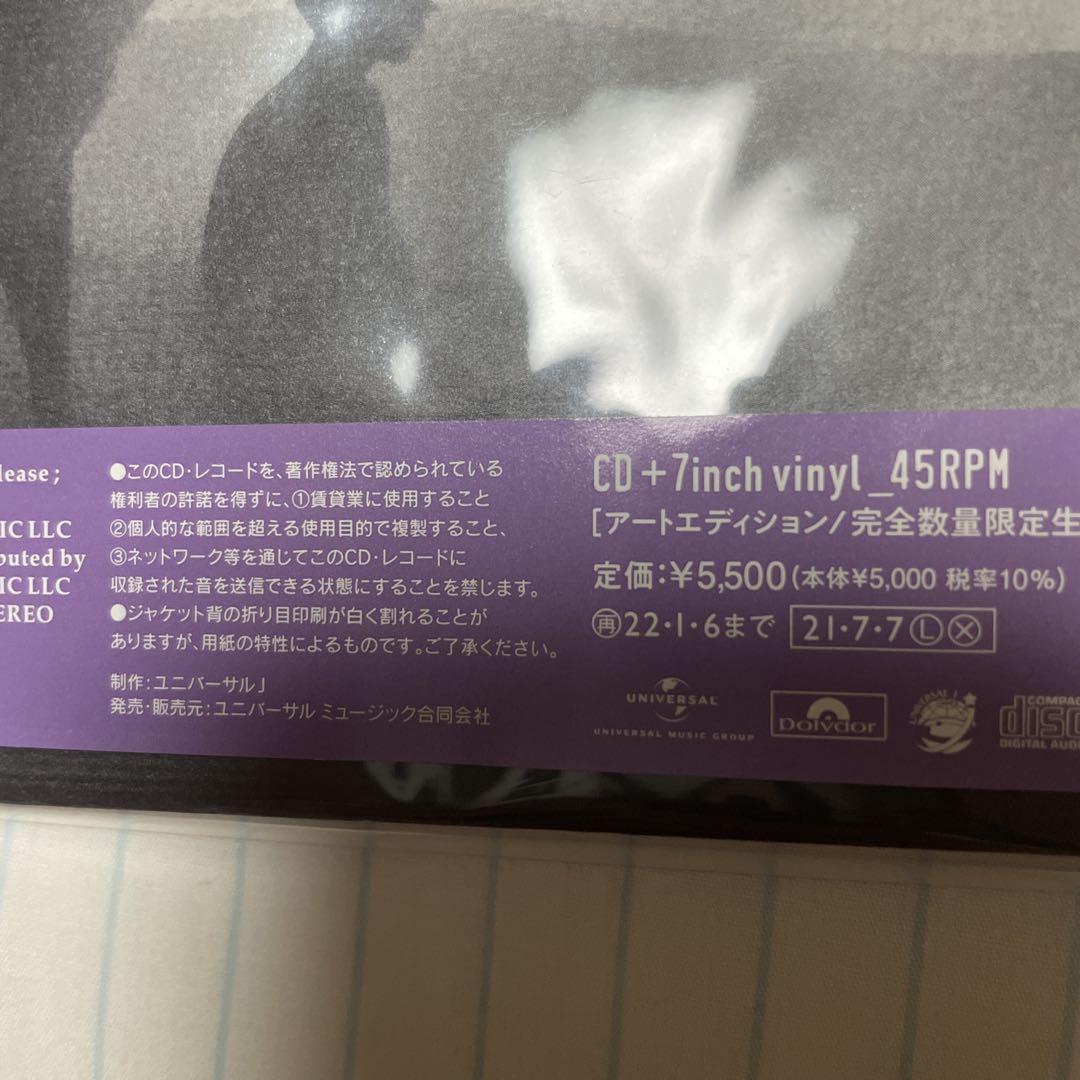 lease ;
IC LLC
buted by
IC LLC
EREO
●このCD・レコードを、著作権法で認められている
権利者の許諾を得ずに、①賃貸業に使用すること
②個人的な範囲を超える使用目的で複製すること、
③ネットワーク等を通じてこのCD・レコードに
収録された音を送信できる状態にすることを禁じます。
●ジャケット背の折り目印刷が白く割れることが
ありますが、用紙の特性によるものです。ご了承ください。
制作：ユニバーサルJ
発売・販売元：ユニバーサル ミュージック合同会社
CD+7inch vinyl_45RPM
[アートエディション/完全数量限定生
定価：¥5,500(本体¥5,000 税率10%)
㊢22・1・6まで 21・7・7ⓁⓍ
UNIVERSAL
UNIVERSAL MUSIC GROUP
polydor
UNIVERSAL J
COMPAC
disc
DIGITAL AUDIO